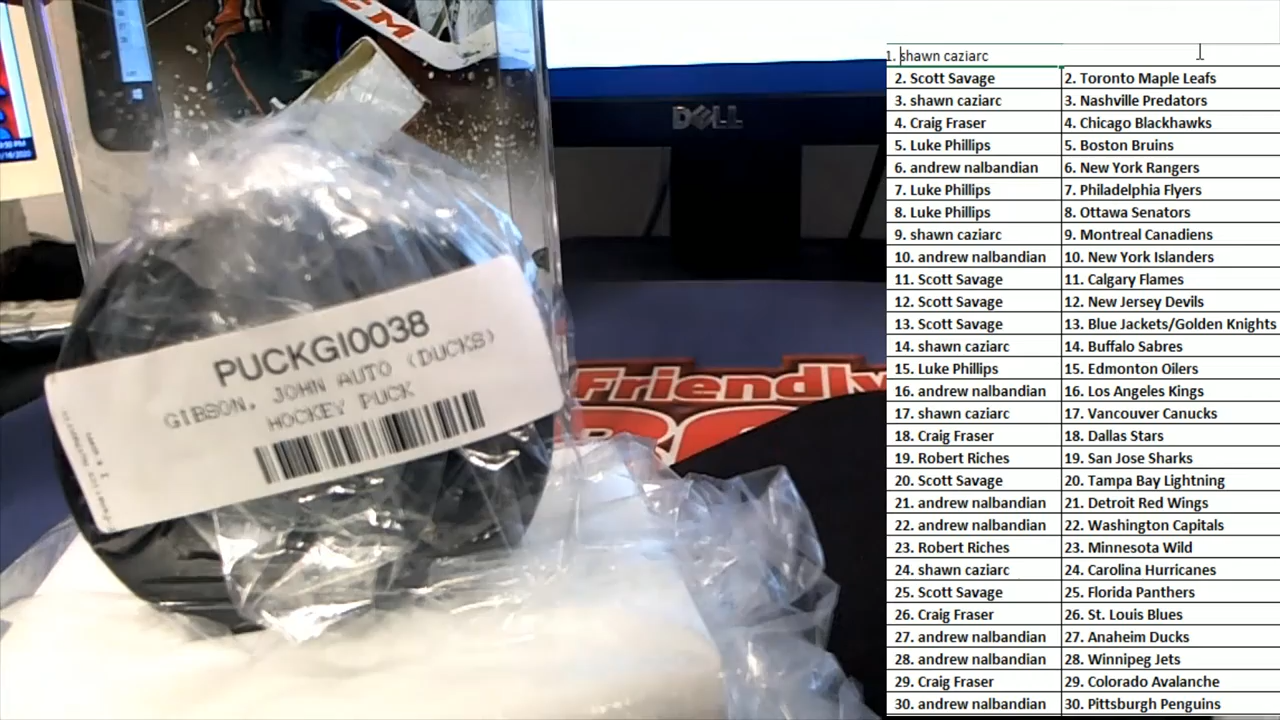 CCM
DELL
PUCKGI0038
GIBSON, JOHN AUTO (DUCKS)
HOCKEY PUCK
Friendly
1. shawn caziarc
2. Scott Savage 2. Toronto Maple Leafs
3. shawn caziarc 3. Nashville Predators
4. Craig Fraser 4. Chicago Blackhawks
5. Luke Phillips 5. Boston Bruins
6. andrew nalbandian 6. New York Rangers
7. Luke Phillips 7. Philadelphia Flyers
8. Luke Phillips 8. Ottawa Senators
9. shawn caziarc 9. Montreal Canadiens
10. andrew nalbandian 10. New York Islanders
11. Scott Savage 11. Calgary Flames
12. Scott Savage 12. New Jersey Devils
13. Scott Savage 13. Blue Jackets/Golden Knights
14. shawn caziarc 14. Buffalo Sabres
15. Luke Phillips 15. Edmonton Oilers
16. andrew nalbandian 16. Los Angeles Kings
17. shawn caziarc 17. Vancouver Canucks
18. Craig Fraser 18. Dallas Stars
19. Robert Riches 19. San Jose Sharks
20. Scott Savage 20. Tampa Bay Lightning
21. andrew nalbandian 21. Detroit Red Wings
22. andrew nalbandian 22. Washington Capitals
23. Robert Riches 23. Minnesota Wild
24. shawn caziarc 24. Carolina Hurricanes
25. Scott Savage 25. Florida Panthers
26. Craig Fraser 26. St. Louis Blues
27. andrew nalbandian 27. Anaheim Ducks
28. andrew nalbandian 28. Winnipeg Jets
29. Craig Fraser 29. Colorado Avalanche
30. andrew nalbandian 30. Pittsburgh Penguins